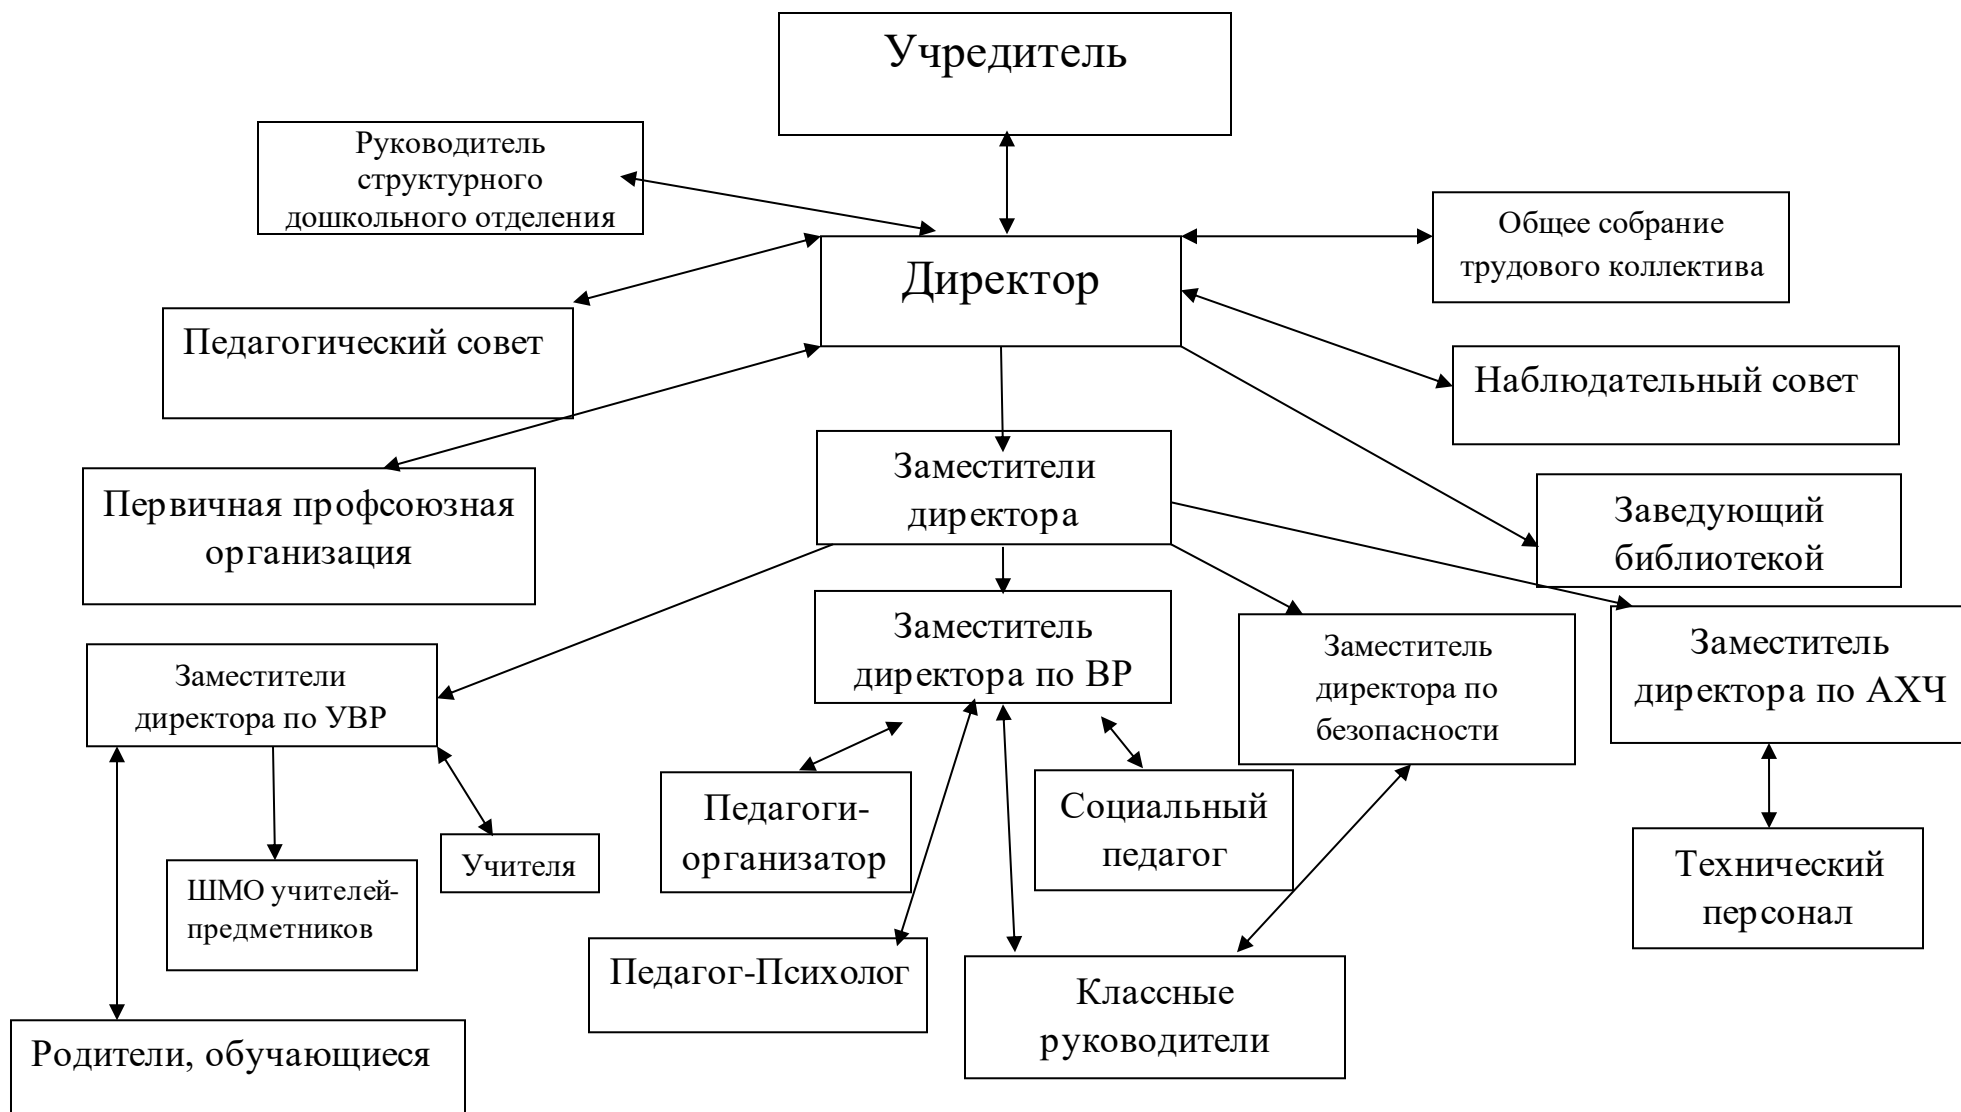 Учредитель
Руководитель
структурного
дошкольного отделения
Общее собрание
трудового коллектива
Директор
Педагогический совет
Наблюдательный совет
Заместители
директора
Первичная профсоюзная
организация
Заведующий
библиотекой
Заместители
директора по УВР
Заместитель
директора по ВР
Заместитель
директора по
безопасности
Заместитель
директора по АХЧ
Педагоги-
организатор
Социальный
педагог
Учителя
ШМО учителей-
предметников
Технический
персонал
Педагог-Психолог
Классные
руководители
Родители, обучающиеся